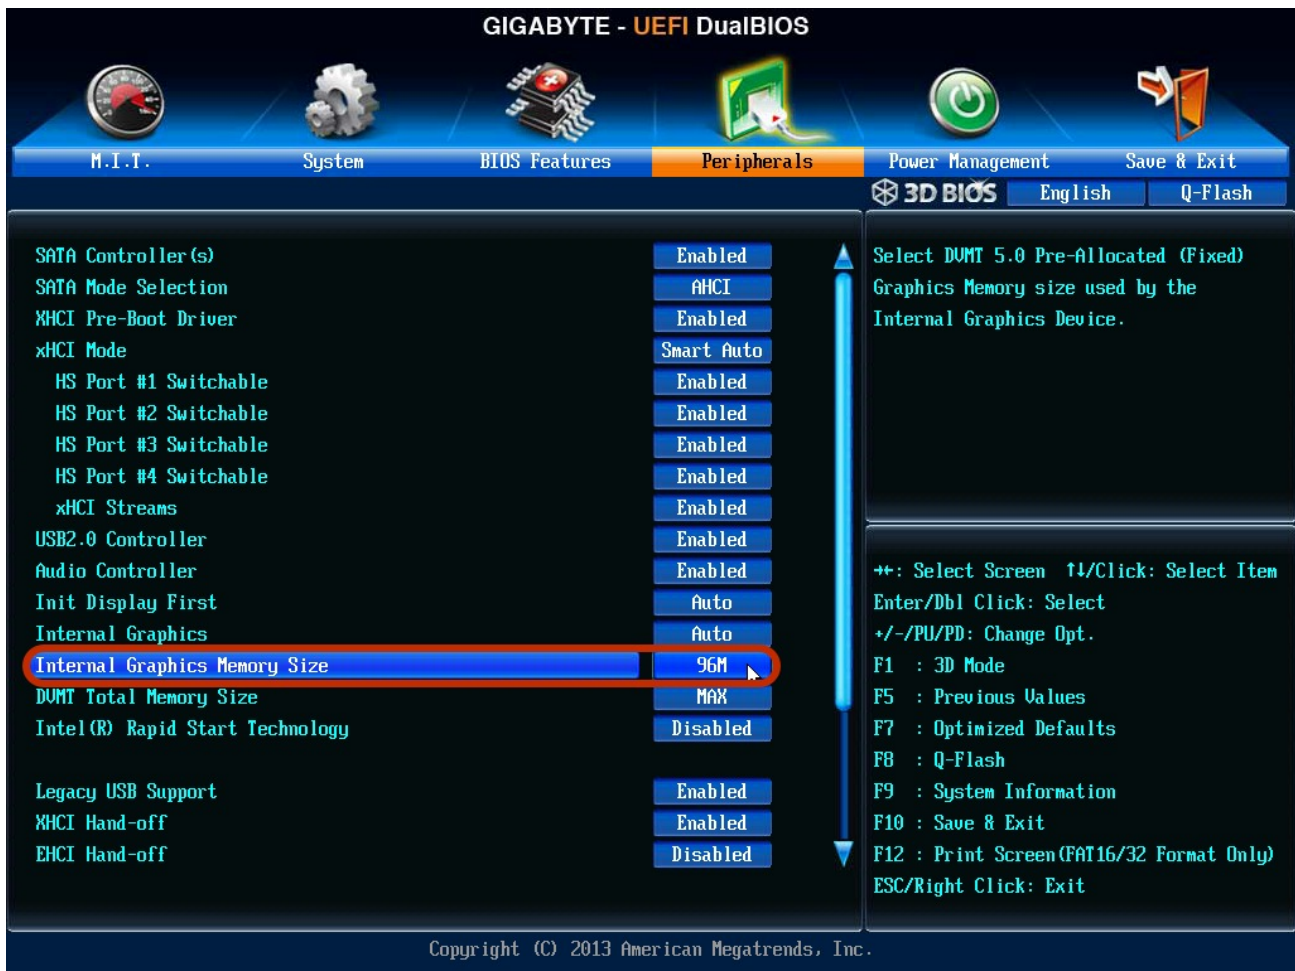 GIGABYTE - UEFI DualBIOS
M.I.T. System BIOS Features Peripherals Power Management Save & Exit
3D BIOS English Q-Flash
SATA Controller(s) Enabled
SATA Mode Selection AHCI
XHCI Pre-Boot Driver Enabled
xHCI Mode Smart Auto
HS Port #1 Switchable Enabled
HS Port #2 Switchable Enabled
HS Port #3 Switchable Enabled
HS Port #4 Switchable Enabled
xHCI Streams Enabled
USB2.0 Controller Enabled
Audio Controller Enabled
Init Display First Auto
Internal Graphics Auto
Internal Graphics Memory Size 96M
DVMT Total Memory Size MAX
Intel(R) Rapid Start Technology Disabled
Legacy USB Support Enabled
XHCI Hand-off Enabled
EHCI Hand-off Disabled
Select DVMT 5.0 Pre-Allocated (Fixed)
Graphics Memory size used by the
Internal Graphics Device.
→←: Select Screen ↑↓/Click: Select Item
Enter/Dbl Click: Select
+/-/PU/PD: Change Opt.
F1 : 3D Mode
F5 : Previous Values
F7 : Optimized Defaults
F8 : Q-Flash
F9 : System Information
F10 : Save & Exit
F12 : Print Screen(FAT16/32 Format Only)
ESC/Right Click: Exit
Copyright (C) 2013 American Megatrends, Inc.